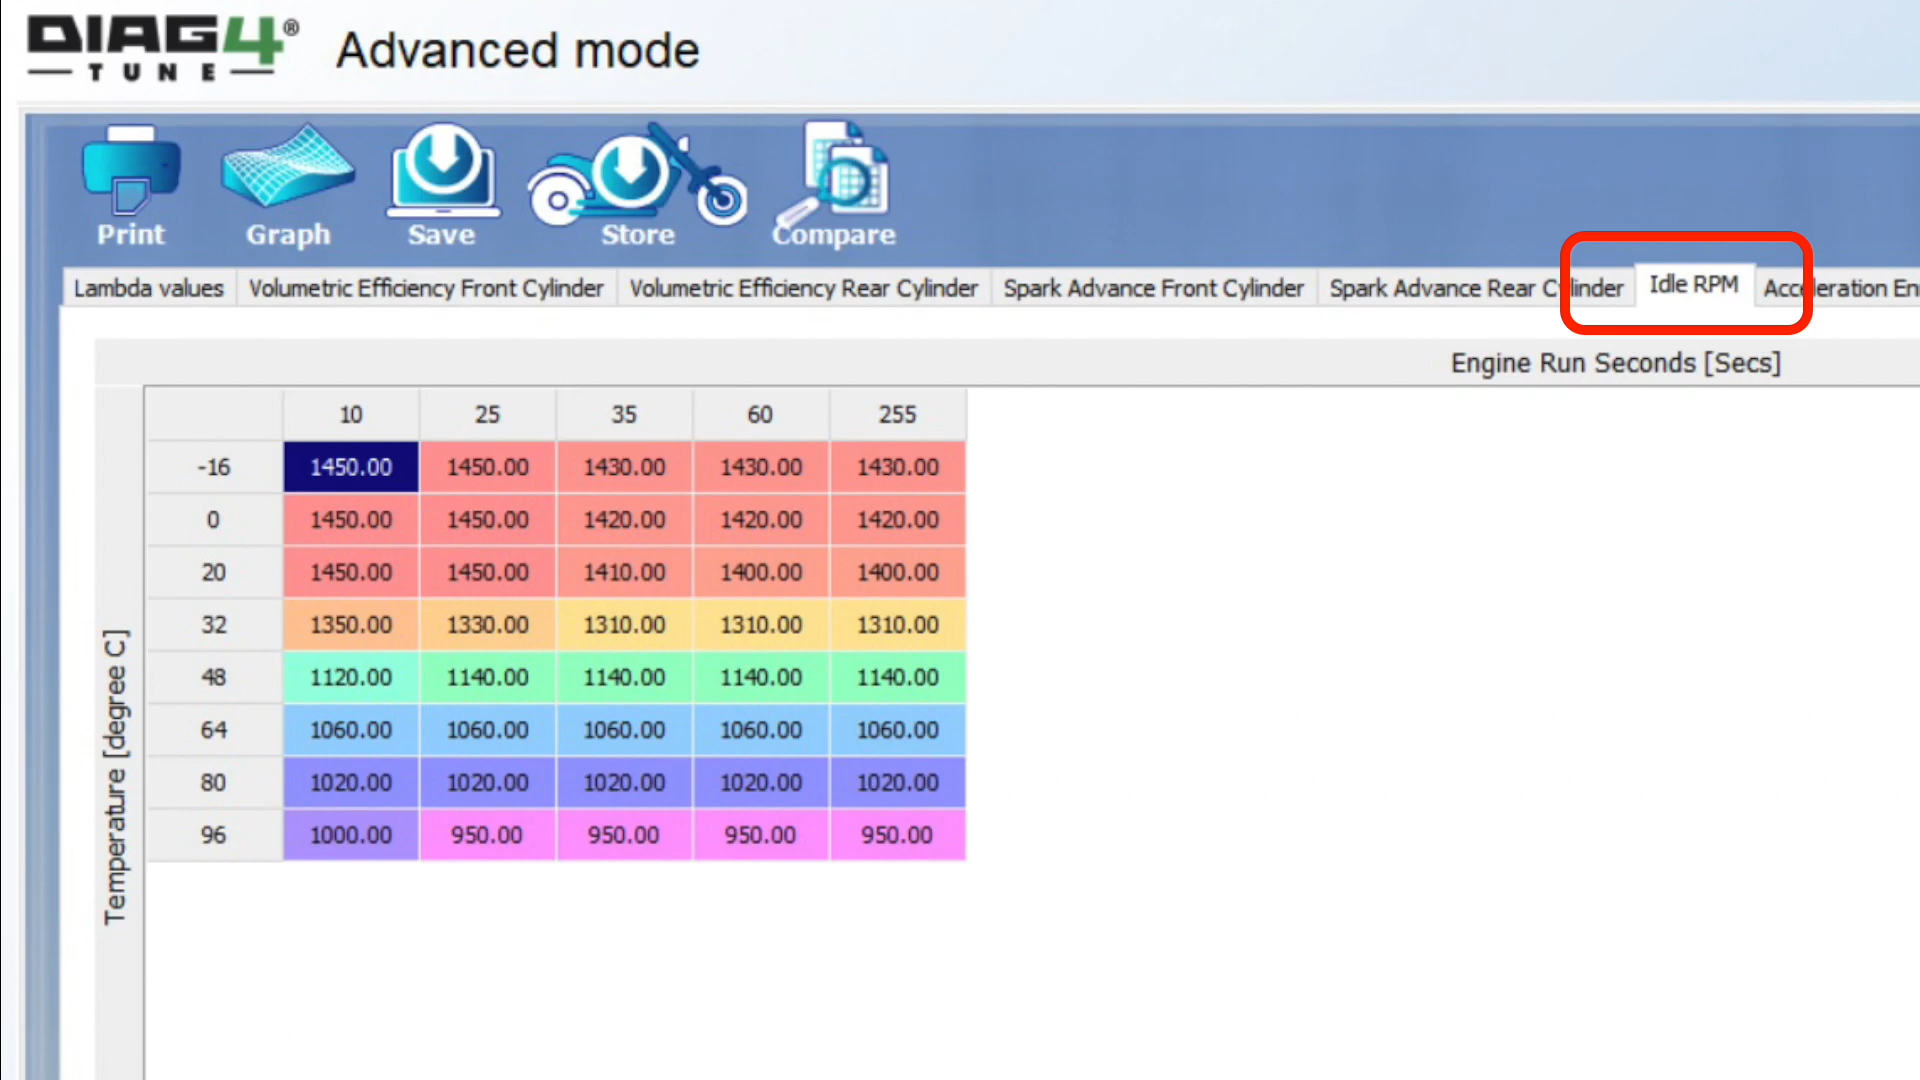 DIAG4® Advanced mode
TUNE
Print Graph Save Store Compare
Lambda values Volumetric Efficiency Front Cylinder Volumetric Efficiency Rear Cylinder Spark Advance Front Cylinder Spark Advance Rear Cylinder Idle RPM Acceleration En
Engine Run Seconds [Secs]
Temperature [degree C]
10 25 35 60 255
-16 1450.00 1450.00 1430.00 1430.00 1430.00
0 1450.00 1450.00 1420.00 1420.00 1420.00
20 1450.00 1450.00 1410.00 1400.00 1400.00
32 1350.00 1330.00 1310.00 1310.00 1310.00
48 1120.00 1140.00 1140.00 1140.00 1140.00
64 1060.00 1060.00 1060.00 1060.00 1060.00
80 1020.00 1020.00 1020.00 1020.00 1020.00
96 1000.00 950.00 950.00 950.00 950.00